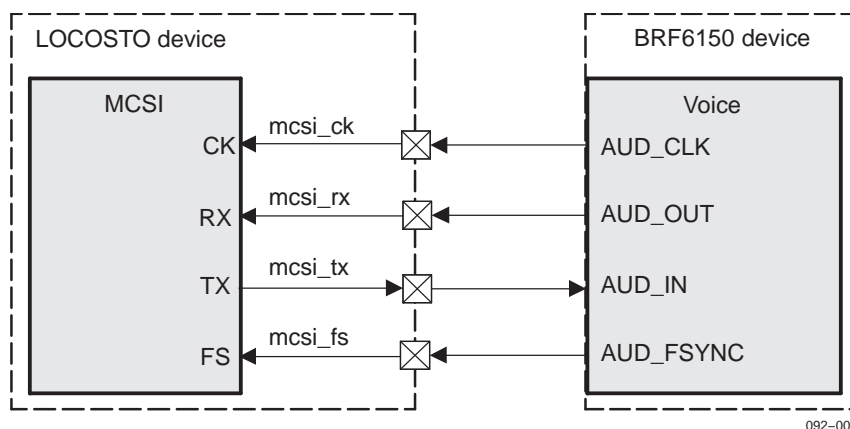 LOCOSTO device
BRF6150 device
MCSI
Voice
mcsi_ck
CK
AUD_CLK
mcsi_rx
RX
AUD_OUT
mcsi_tx
TX
AUD_IN
mcsi_fs
FS
AUD_FSYNC
092–00